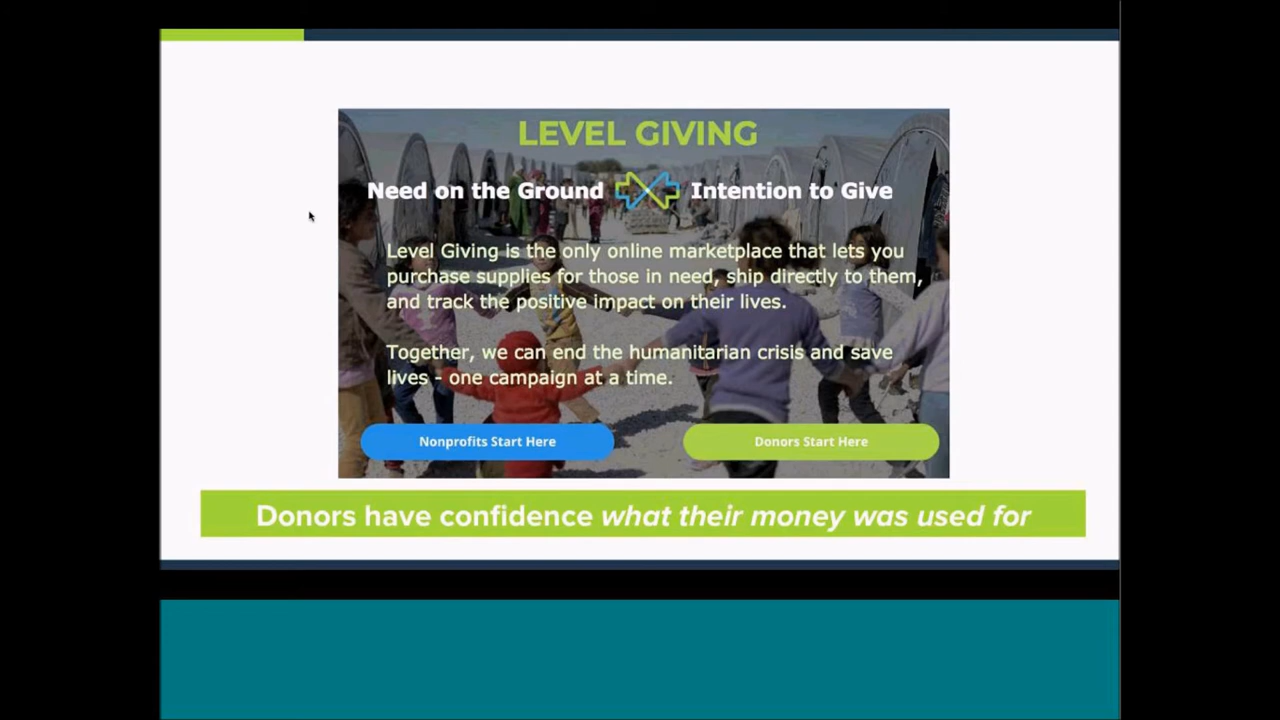 LEVEL GIVING
Need on the Ground Intention to Give
Level Giving is the only online marketplace that lets you
purchase supplies for those in need, ship directly to them,
and track the positive impact on their lives.
Together, we can end the humanitarian crisis and save
lives - one campaign at a time.
Nonprofits Start Here Donors Start Here
Donors have confidence what their money was used for